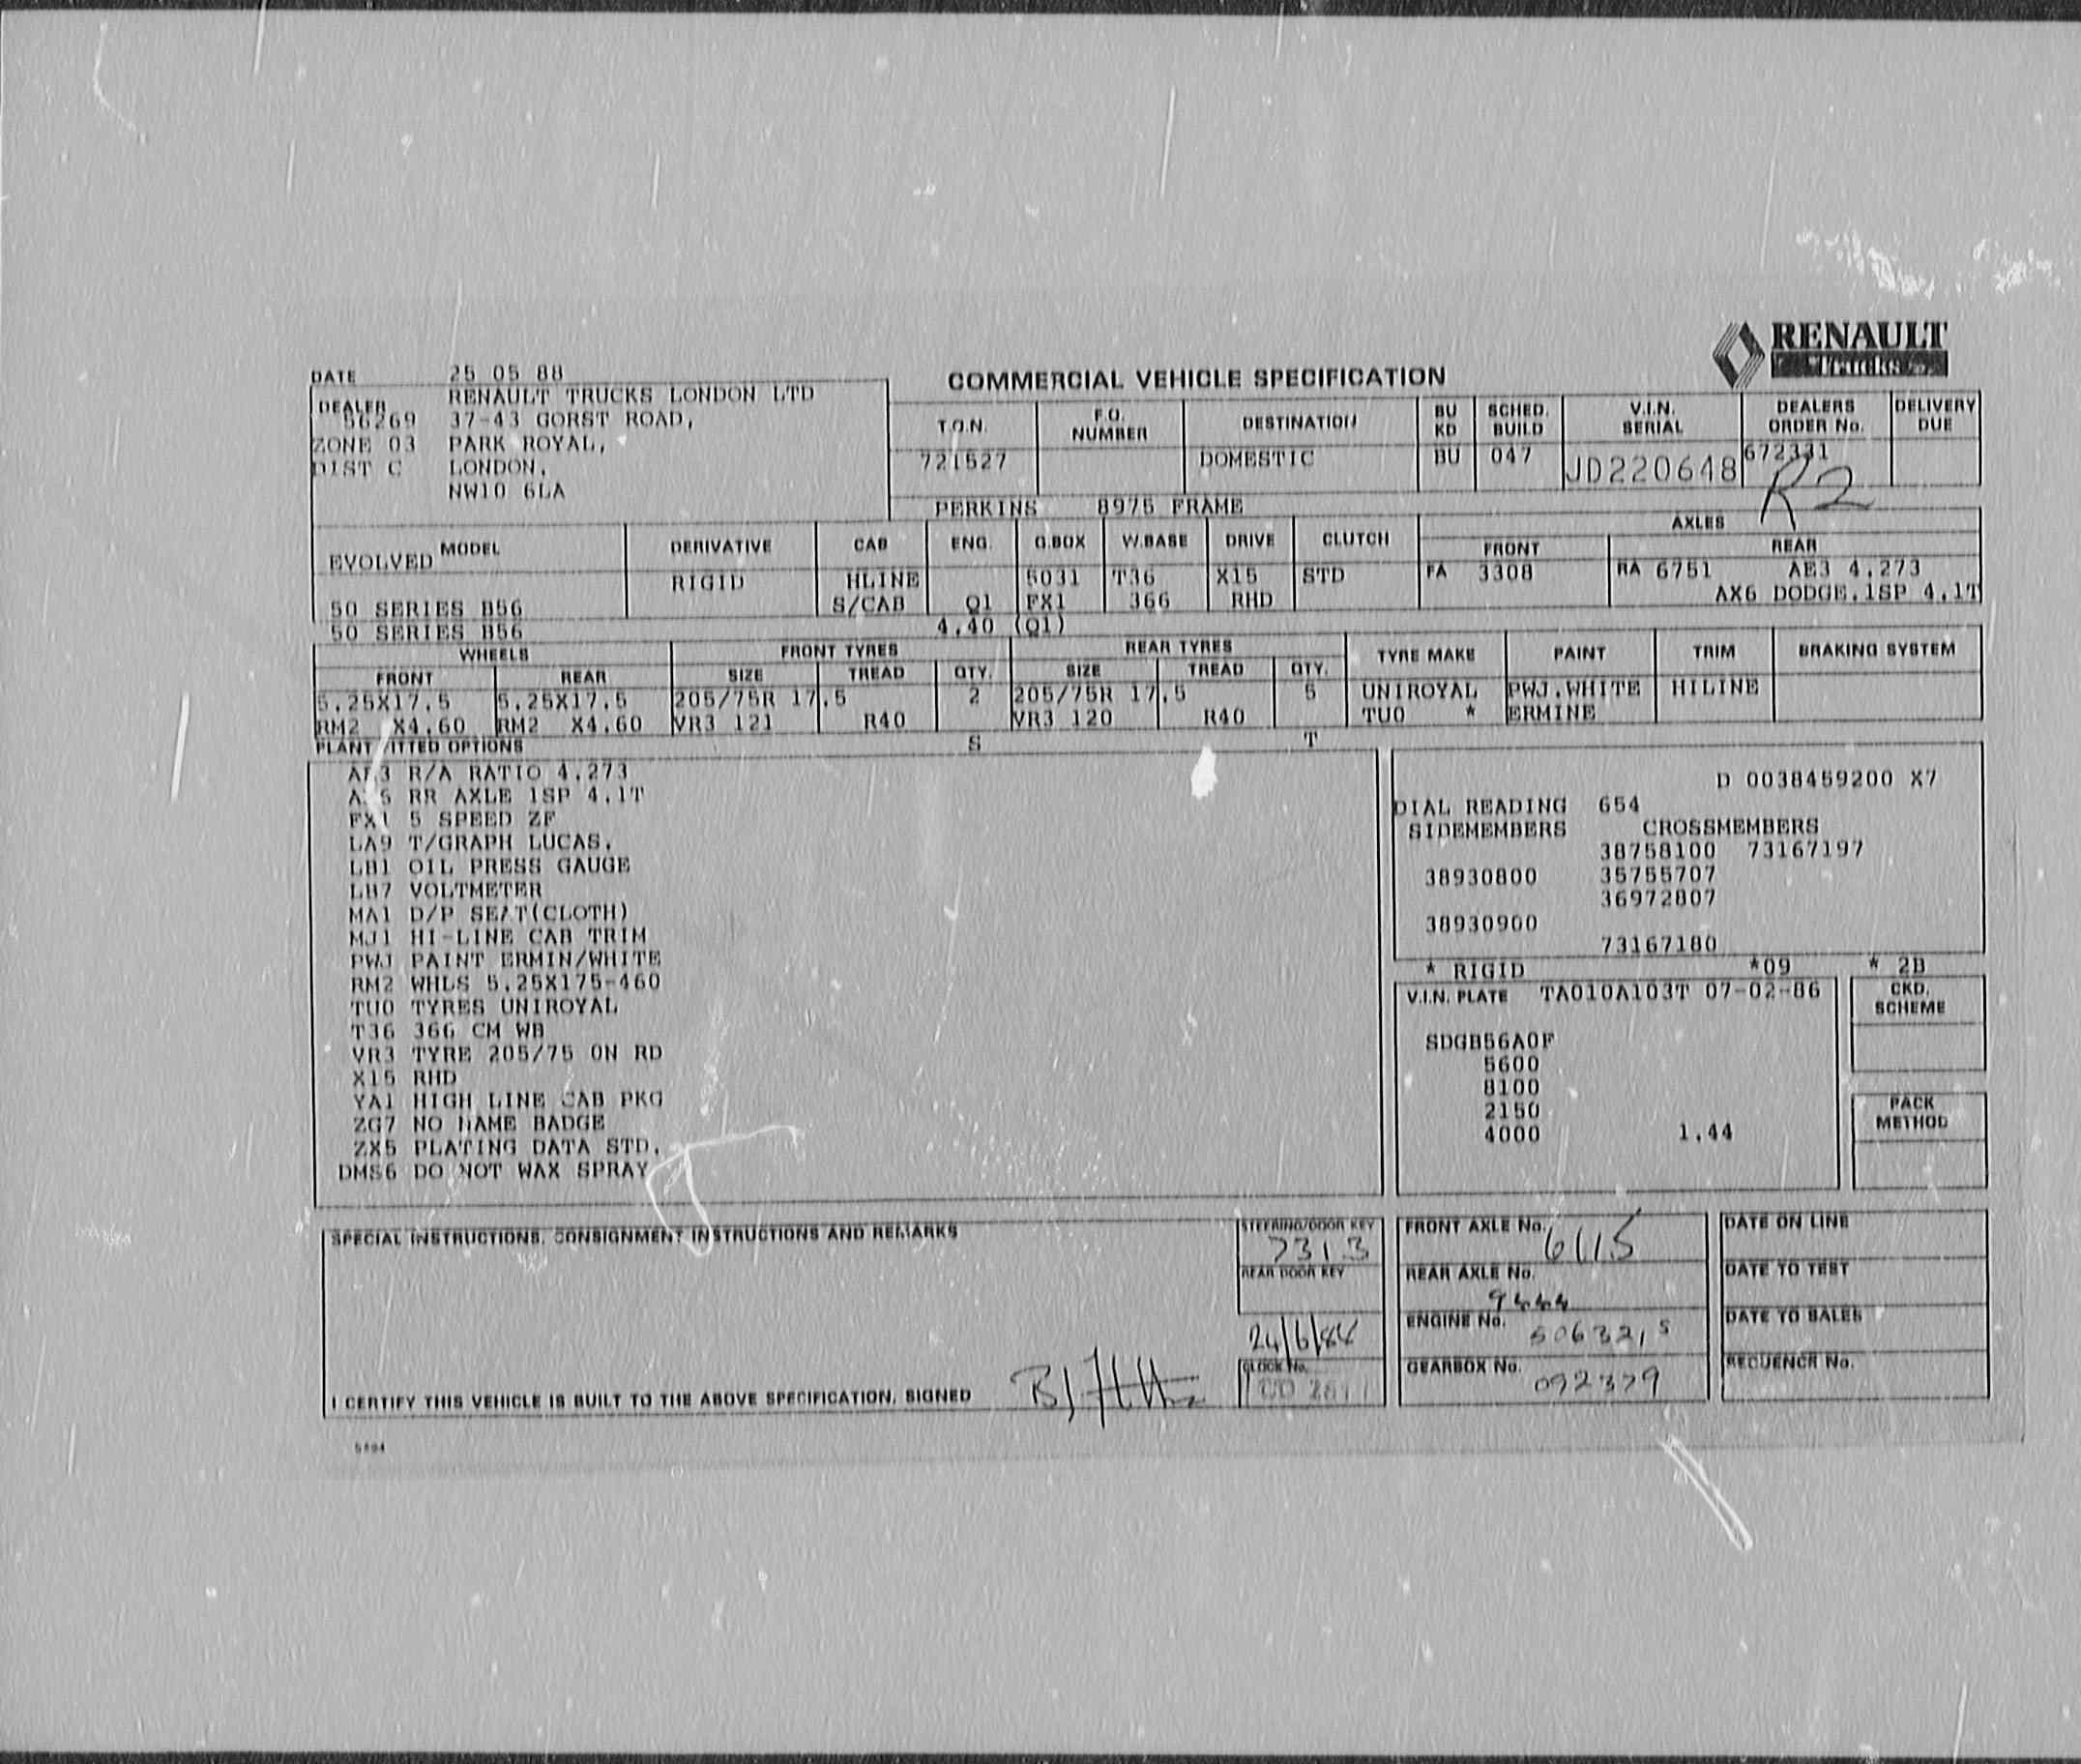 RENAULT
Trucks
DATE 25 05 88
COMMERCIAL VEHICLE SPECIFICATION
DEALER RENAULT TRUCKS LONDON LTD
56269 37-43 GORST ROAD,
ZONE 03 PARK ROYAL,
DIST C LONDON,
NW10 6LA
T.O.N. F.O. NUMBER DESTINATION BU KD SCHED. BUILD V.I.N. SERIAL DEALERS ORDER No. DELIVERY DUE
721527 DOMESTIC BU 047 JD220648 672331
R2
PERKINS 8975 FRAME
MODEL DERIVATIVE CAB ENG. G.BOX W.BASE DRIVE CLUTCH AXLES
FRONT REAR
EVOLVED
RIGID HLINE 5031 T36 X15 STD FA 3308 RA 6751 AE3 4.273
50 SERIES B56 S/CAB Q1 FX1 366 RHD AX6 DODGE.1SP 4.1T
50 SERIES B56 4.40 (Q1)
WHEELS FRONT TYRES REAR TYRES TYRE MAKE PAINT TRIM BRAKING SYSTEM
FRONT REAR SIZE TREAD QTY. SIZE TREAD QTY.
5.25X17.5 5.25X17.5 205/75R 17.5 2 205/75R 17.5 5 UNIROYAL PWJ.WHITE HILINE
RM2 X4.60 RM2 X4.60 VR3 121 R40 VR3 120 R40 TU0 * ERMINE
PLANT FITTED OPTIONS S T
AE3 R/A RATIO 4.273
AX6 RR AXLE 1SP 4.1T
FX1 5 SPEED ZF
LA9 T/GRAPH LUCAS.
LB1 OIL PRESS GAUGE
LH7 VOLTMETER
MA1 D/P SEAT(CLOTH)
MJ1 HI-LINE CAB TRIM
PWJ PAINT ERMIN/WHITE
RM2 WHLS 5.25X175-460
TU0 TYRES UNIROYAL
T36 366 CM WB
VR3 TYRE 205/75 ON RD
X15 RHD
YA1 HIGH LINE CAB PKG
ZG7 NO NAME BADGE
ZX5 PLATING DATA STD.
DMS6 DO NOT WAX SPRAY
D 0038459200 X7
DIAL READING 654
SIDEMEMBERS CROSSMEMBERS
38758100 73167197
38930800 35755707
36972807
38930900
73167180
* RIGID *09 * 2B
V.I.N. PLATE TA010A103T 07-02-86
CKD. SCHEME
SDGB56A0F
5600
8100
2150
4000 1.44
PACK METHOD
SPECIAL INSTRUCTIONS, CONSIGNMENT INSTRUCTIONS AND REMARKS
STEERING/DOOR KEY
7313
REAR DOOR KEY
24/6/88
CLOCK No.
FRONT AXLE No. 6115
REAR AXLE No.
9444
ENGINE No. 5063215
GEARBOX No. 092379
DATE ON LINE
DATE TO TEST
DATE TO SALES
SEQUENCE No.
I CERTIFY THIS VEHICLE IS BUILT TO THE ABOVE SPECIFICATION. SIGNED